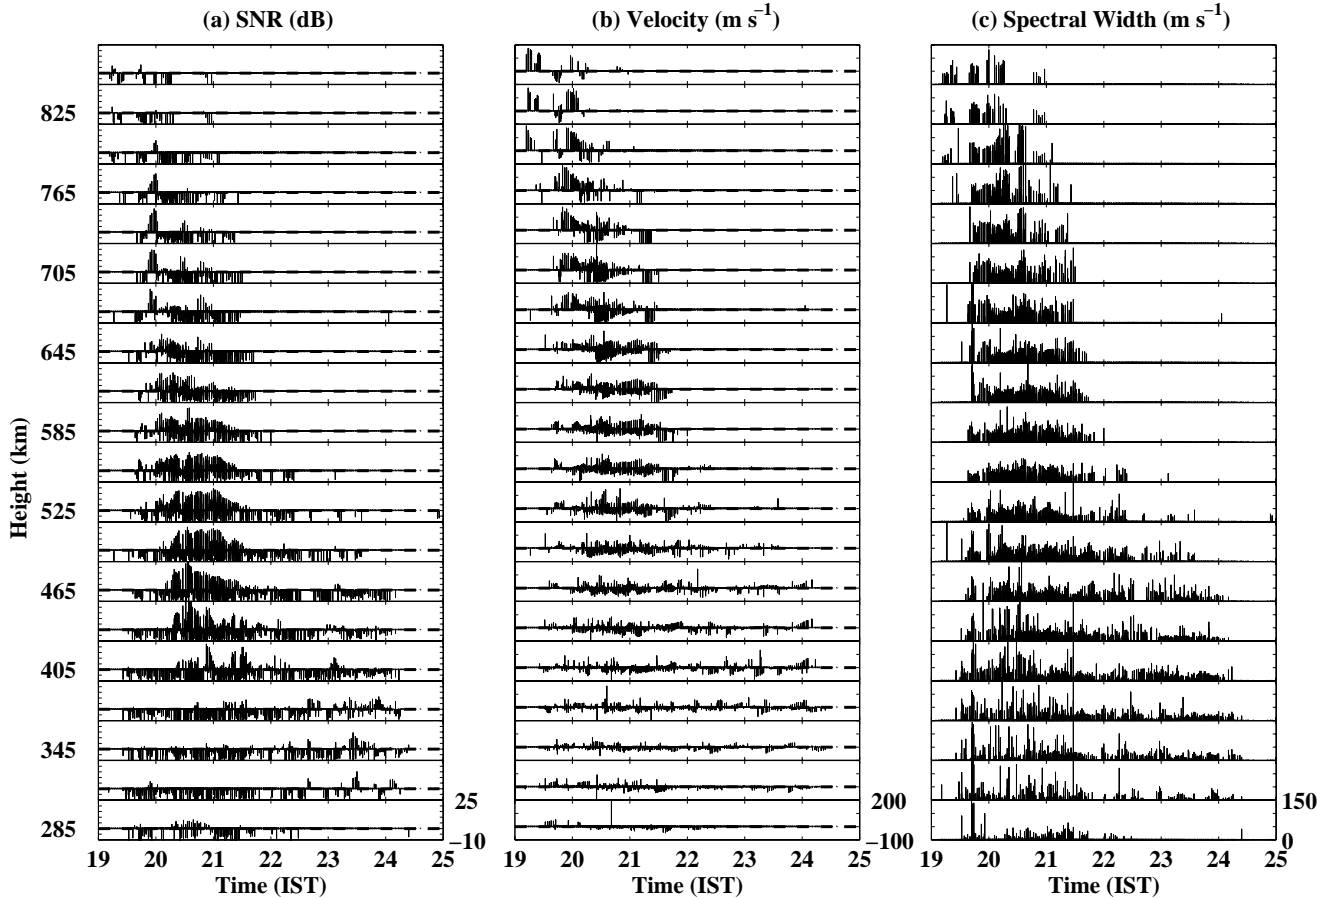 (a) SNR (dB)
(b) Velocity (m s⁻¹)
(c) Spectral Width (m s⁻¹)
Height (km)
825
765
705
645
585
525
465
405
345
285
25
−10
200
−100
150
0
19 20 21 22 23 24 25
19 20 21 22 23 24 25
19 20 21 22 23 24 25
Time (IST)
Time (IST)
Time (IST)